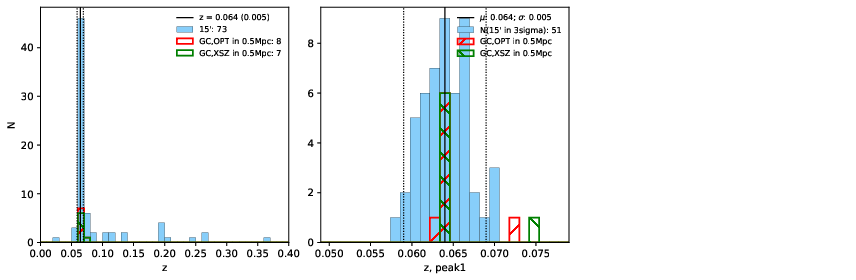 z = 0.064 (0.005)
15': 73
GC,OPT in 0.5Mpc: 8
GC,XSZ in 0.5Mpc: 7
N
40
30
20
10
0
0.00 0.05 0.10 0.15 0.20 0.25 0.30 0.35 0.40
z
μ: 0.064; σ: 0.005
N(15' in 3sigma): 51
GC,OPT in 0.5Mpc
GC,XSZ in 0.5Mpc
8
6
4
2
0
0.050 0.055 0.060 0.065 0.070 0.075
z, peak1